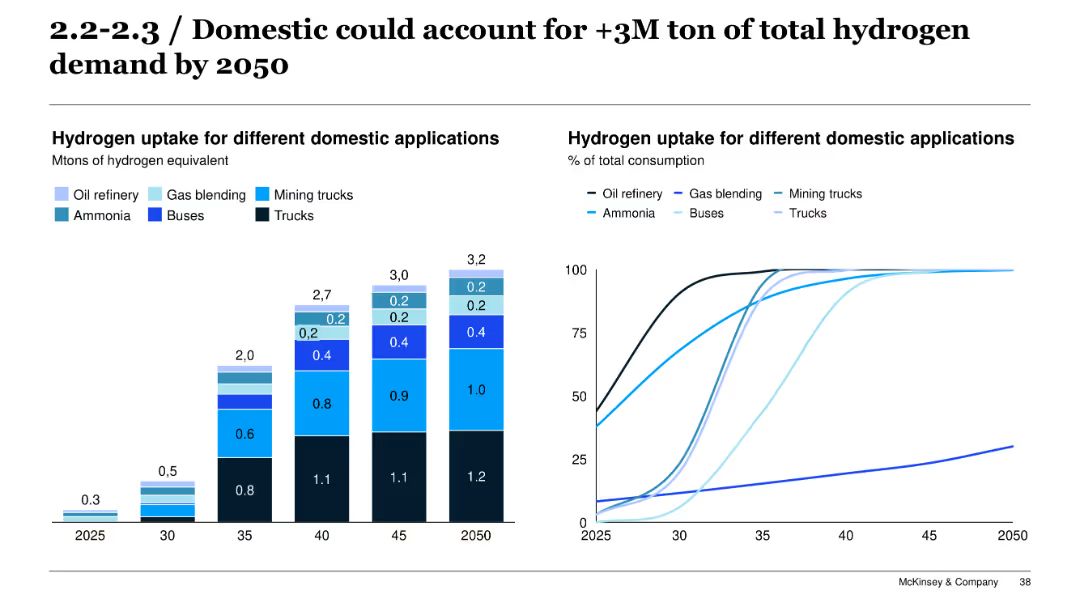 2.2-2.3 / Domestic could account for +3M ton of total hydrogen
demand by 2050
Hydrogen uptake for different domestic applications
Mtons of hydrogen equivalent
Oil refinery Gas blending Mining trucks
Ammonia Buses Trucks
3,2
3,0
2,7
0.2
0.2
0.2
0.2
0.2
0,2
2,0
0.4
0.4
0.4
1.0
0.9
0.8
0.6
0,5
1.2
1.1
1.1
0.8
0.3
2025 30 35 40 45 2050
Hydrogen uptake for different domestic applications
% of total consumption
Oil refinery Gas blending Mining trucks
Ammonia Buses Trucks
100
75
50
25
0
2025 30 35 40 45 2050
McKinsey & Company 38